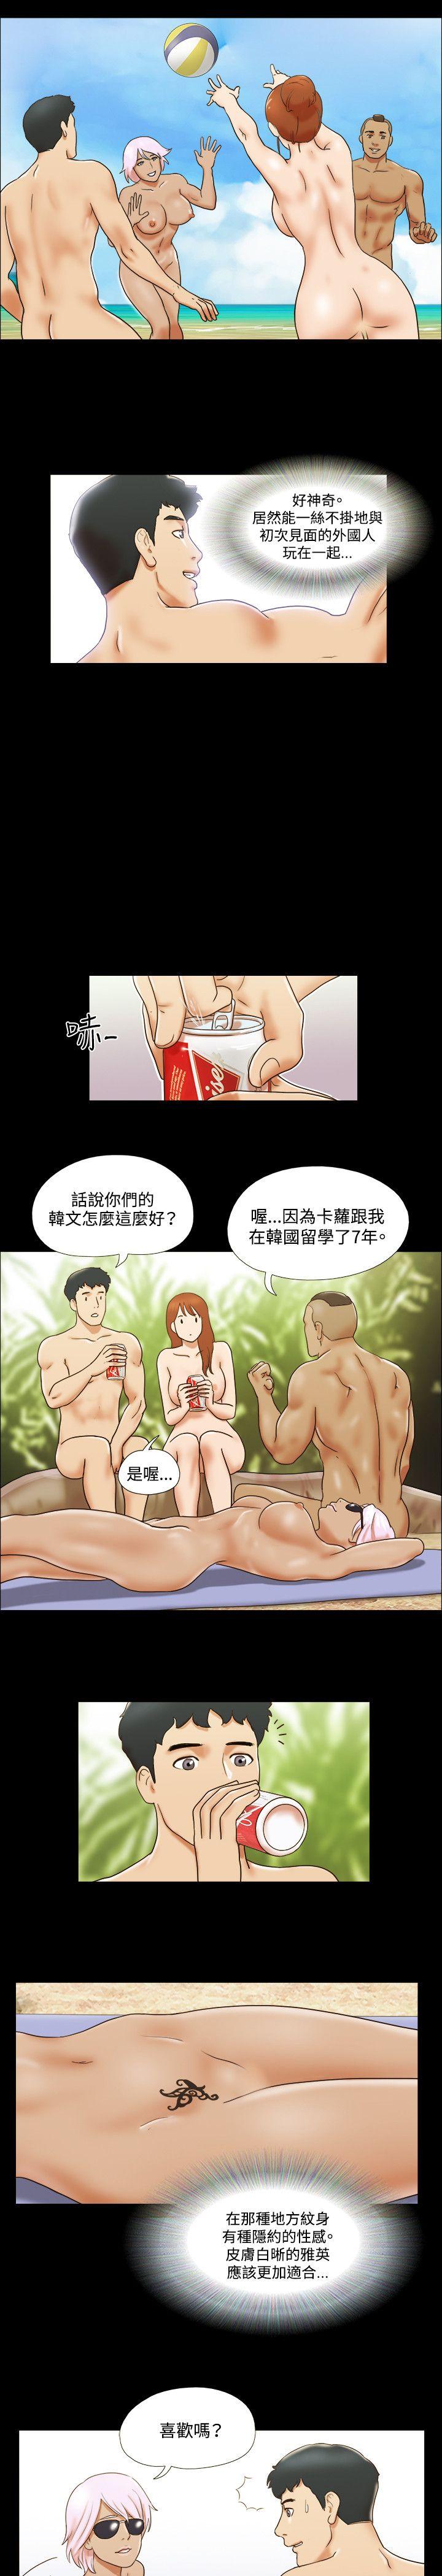 好神奇。
居然能一絲不掛地與
初次見面的外國人
玩在一起...
啧-
話說你們的
韓文怎麼這麼好？
喔...因為卡蘿跟我
在韓國留學了7年。
是喔...
在那種地方紋身
有種隱約的性感。
皮膚白晰的雅英
應該更加適合...
喜歡嗎？